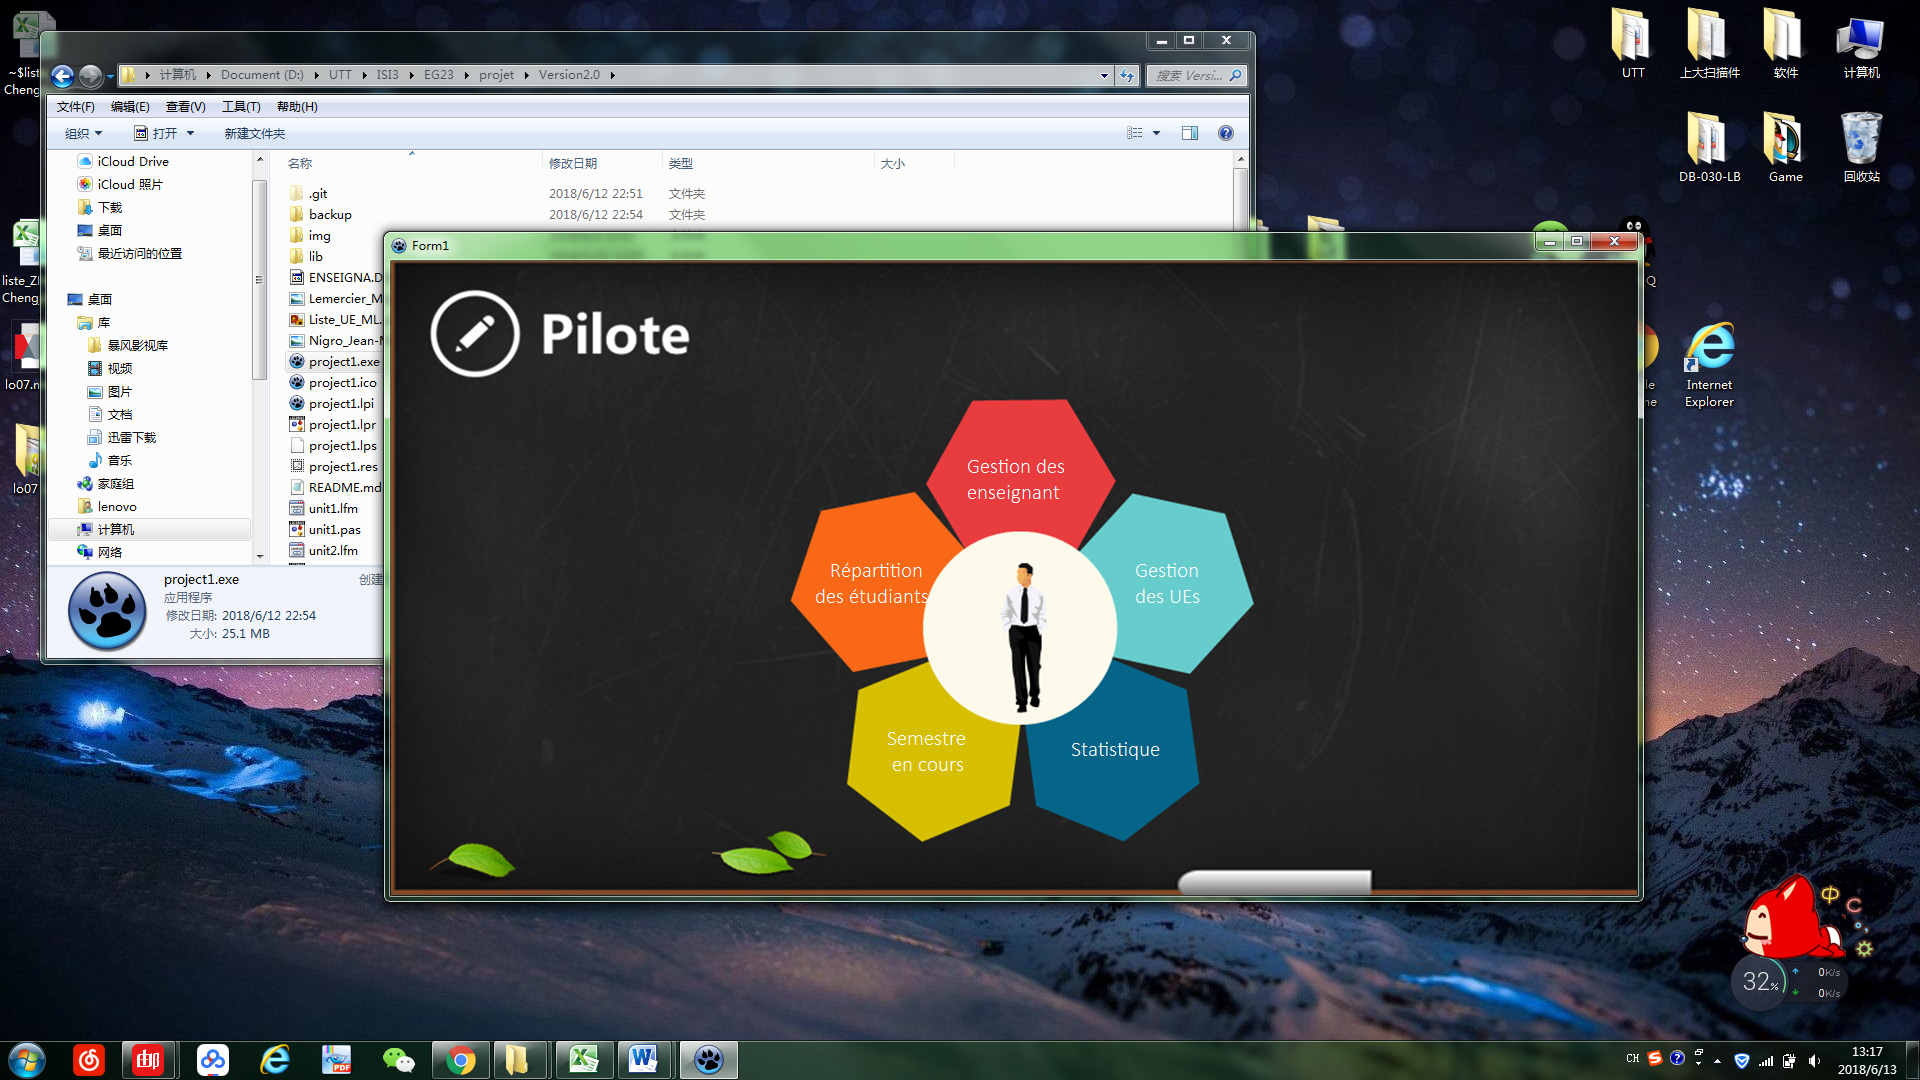 ~$list
Cheng
liste_Zl
Cheng
lo07.n
lo07
计算机 Document (D:) UTT ISI3 EG23 projet Version2.0
搜索 Versi...
文件(F) 编辑(E) 查看(V) 工具(T) 帮助(H)
组织 打开 新建文件夹
iCloud Drive
iCloud 照片
下载
桌面
最近访问的位置
桌面
库
暴风影视库
视频
图片
文档
迅雷下载
音乐
家庭组
lenovo
计算机
网络
名称 修改日期 类型 大小
.git 2018/6/12 22:51 文件夹
backup 2018/6/12 22:54 文件夹
img
lib
ENSEIGNA.D
Lemercier_M
Liste_UE_ML.
Nigro_Jean-M
project1.exe
project1.ico
project1.lpi
project1.lpr
project1.lps
project1.res
README.md
unit1.lfm
unit1.pas
unit2.lfm
project1.exe 创建
应用程序
修改日期: 2018/6/12 22:54
大小: 25.1 MB
Form1
Pilote
Gestion des
enseignant
Répartition
des étudiants
Gestion
des UEs
Semestre
en cours
Statistique
UTT
上大扫描件
软件
计算机
DB-030-LB
Game
回收站
Q
le
ne
Internet
Explorer
中
32%
0K/s
0K/s
PDF
CH
13:17
2018/6/13